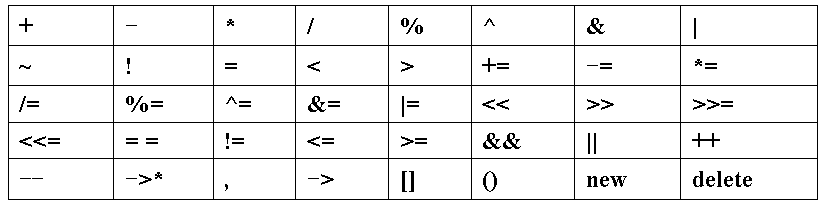 + − * / % ^ & |
~ ! = < > += −= *=
/= %= ^= &= |= << >> >>=
<<= = = != <= >= && || ++
−− −>* , −> [] () new delete